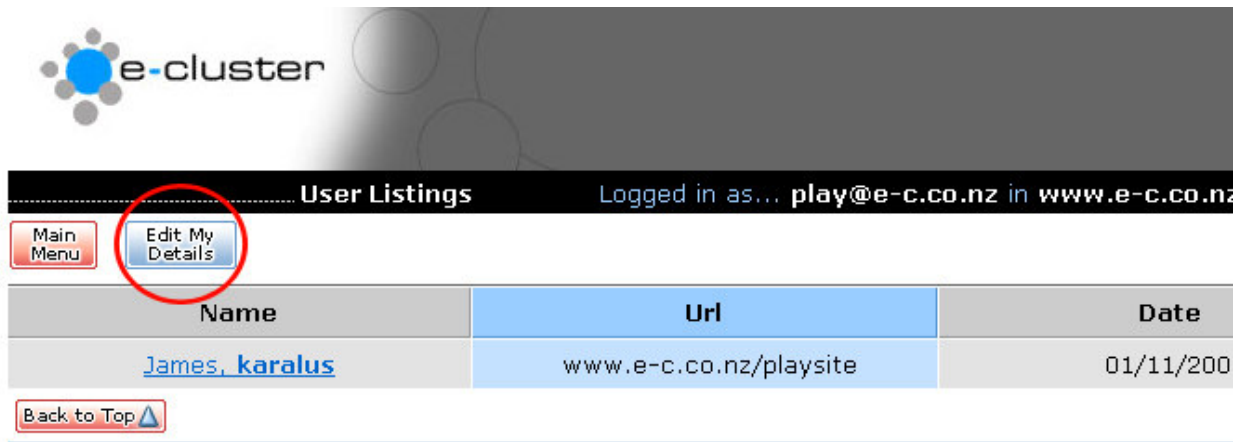 e-cluster
User Listings Logged in as... play@e-c.co.nz in www.e-c.co.nz
Main
Menu
Edit My
Details
Name Url Date
James, karalus www.e-c.co.nz/playsite 01/11/200
Back to Top